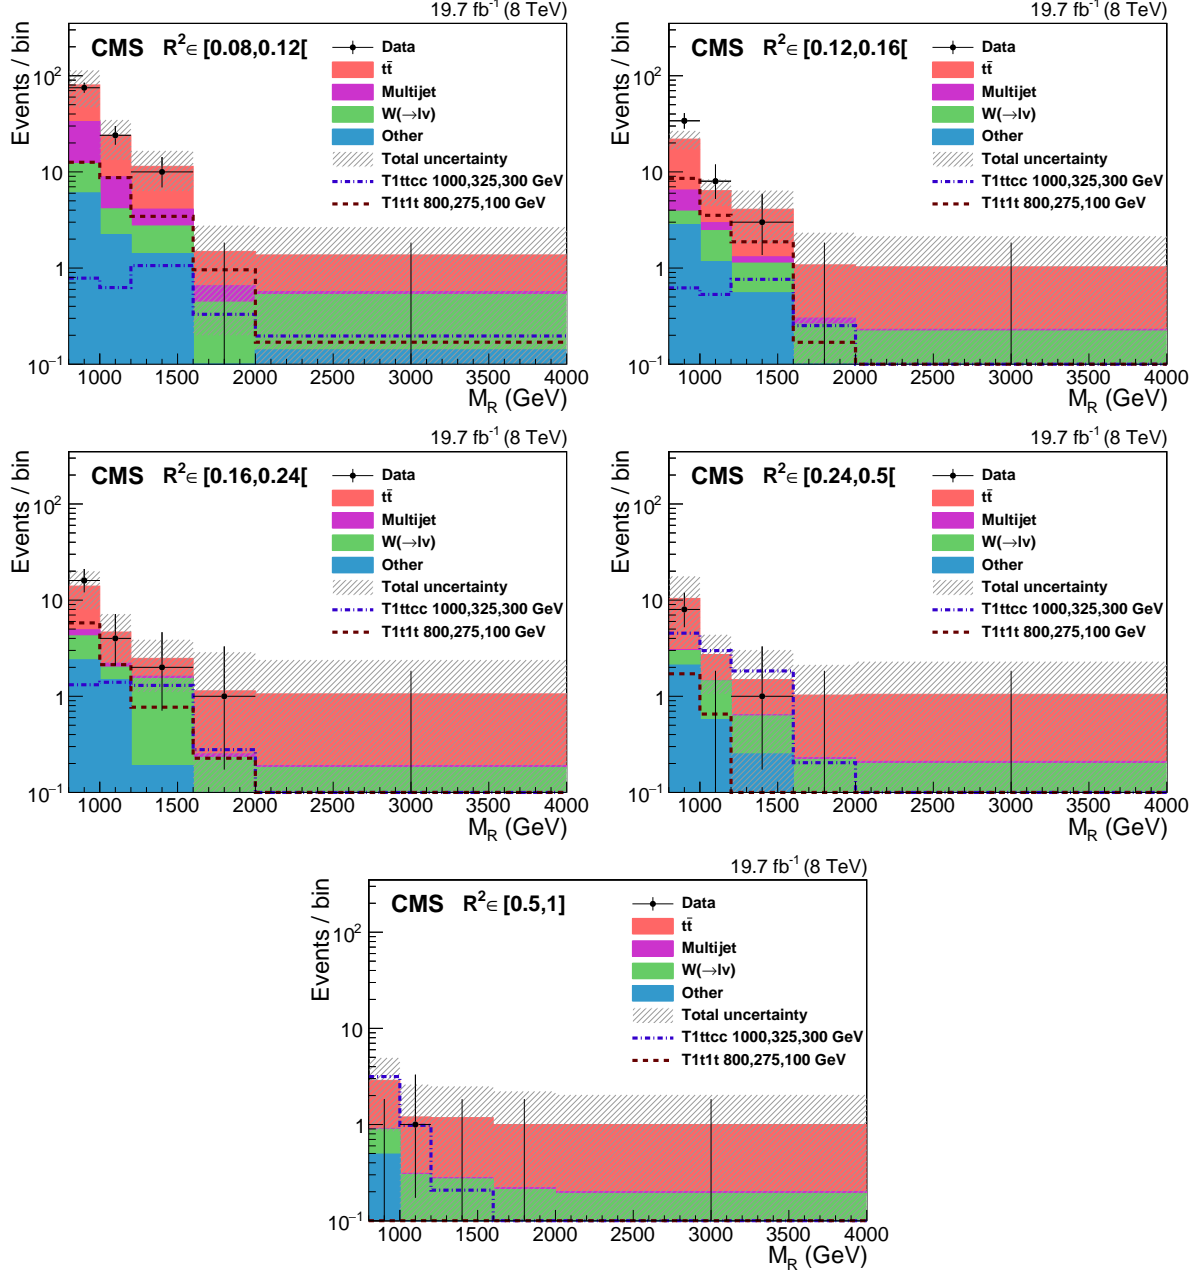 19.7 fb⁻¹ (8 TeV)
CMS R² ∈ [0.08,0.12[
Events / bin
Data
tt̄
Multijet
W(→lν)
Other
Total uncertainty
T1ttcc 1000,325,300 GeV
T1t1t 800,275,100 GeV
10²
10
1
10⁻¹
1000 1500 2000 2500 3000 3500 4000
M_R (GeV)
19.7 fb⁻¹ (8 TeV)
CMS R² ∈ [0.12,0.16[
Events / bin
Data
tt̄
Multijet
W(→lν)
Other
Total uncertainty
T1ttcc 1000,325,300 GeV
T1t1t 800,275,100 GeV
10²
10
1
10⁻¹
1000 1500 2000 2500 3000 3500 4000
M_R (GeV)
19.7 fb⁻¹ (8 TeV)
CMS R² ∈ [0.16,0.24[
Events / bin
Data
tt̄
Multijet
W(→lν)
Other
Total uncertainty
T1ttcc 1000,325,300 GeV
T1t1t 800,275,100 GeV
10²
10
1
10⁻¹
1000 1500 2000 2500 3000 3500 4000
M_R (GeV)
19.7 fb⁻¹ (8 TeV)
CMS R² ∈ [0.24,0.5[
Events / bin
Data
tt̄
Multijet
W(→lν)
Other
Total uncertainty
T1ttcc 1000,325,300 GeV
T1t1t 800,275,100 GeV
10²
10
1
10⁻¹
1000 1500 2000 2500 3000 3500 4000
M_R (GeV)
19.7 fb⁻¹ (8 TeV)
CMS R² ∈ [0.5,1]
Events / bin
Data
tt̄
Multijet
W(→lν)
Other
Total uncertainty
T1ttcc 1000,325,300 GeV
T1t1t 800,275,100 GeV
10²
10
1
10⁻¹
1000 1500 2000 2500 3000 3500 4000
M_R (GeV)